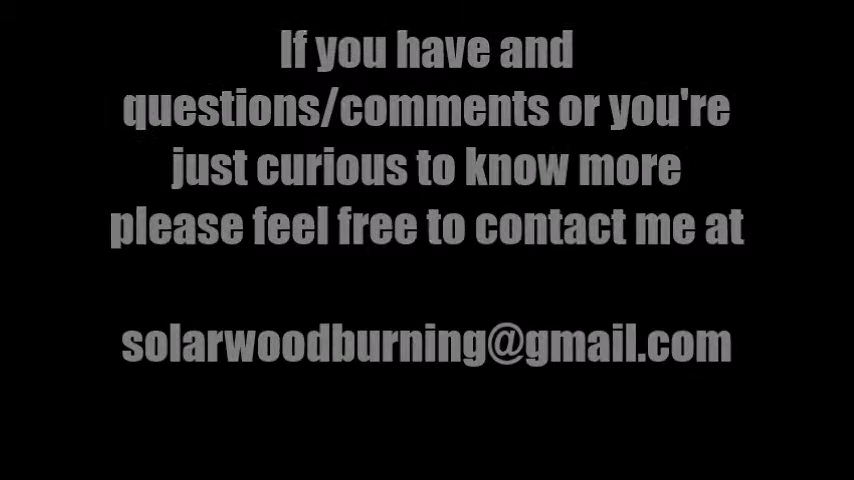 If you have and
questions/comments or you're
just curious to know more
please feel free to contact me at
solarwoodburning@gmail.com